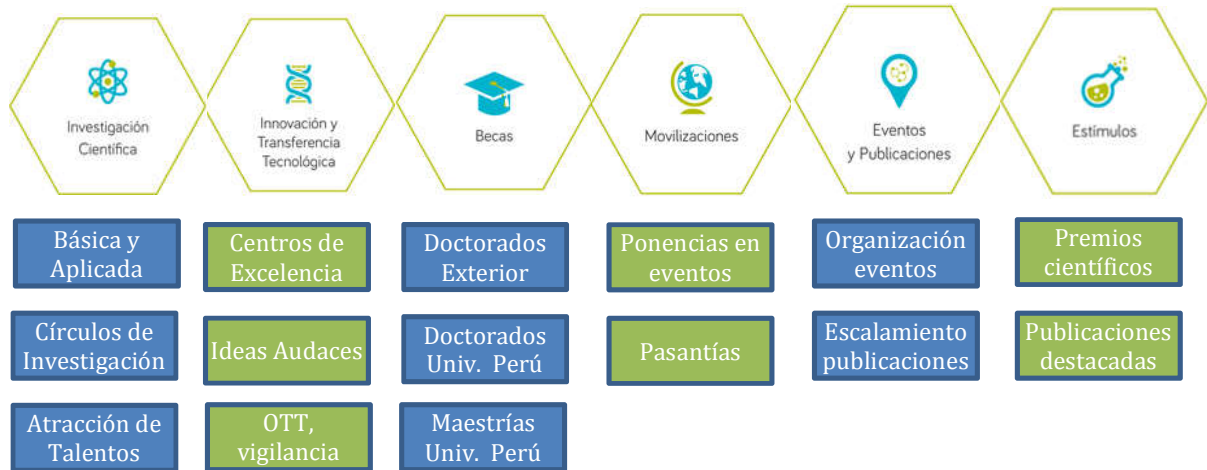 Investigación
Científica
Innovación y
Transferencia
Tecnológica
Becas
Movilizaciones
Eventos
y Publicaciones
Estímulos
Básica y
Aplicada
Centros de
Excelencia
Doctorados
Exterior
Ponencias en
eventos
Organización
eventos
Premios
científicos
Círculos de
Investigación
Ideas Audaces
Doctorados
Univ. Perú
Pasantías
Escalamiento
publicaciones
Publicaciones
destacadas
Atracción de
Talentos
OTT,
vigilancia
Maestrías
Univ. Perú